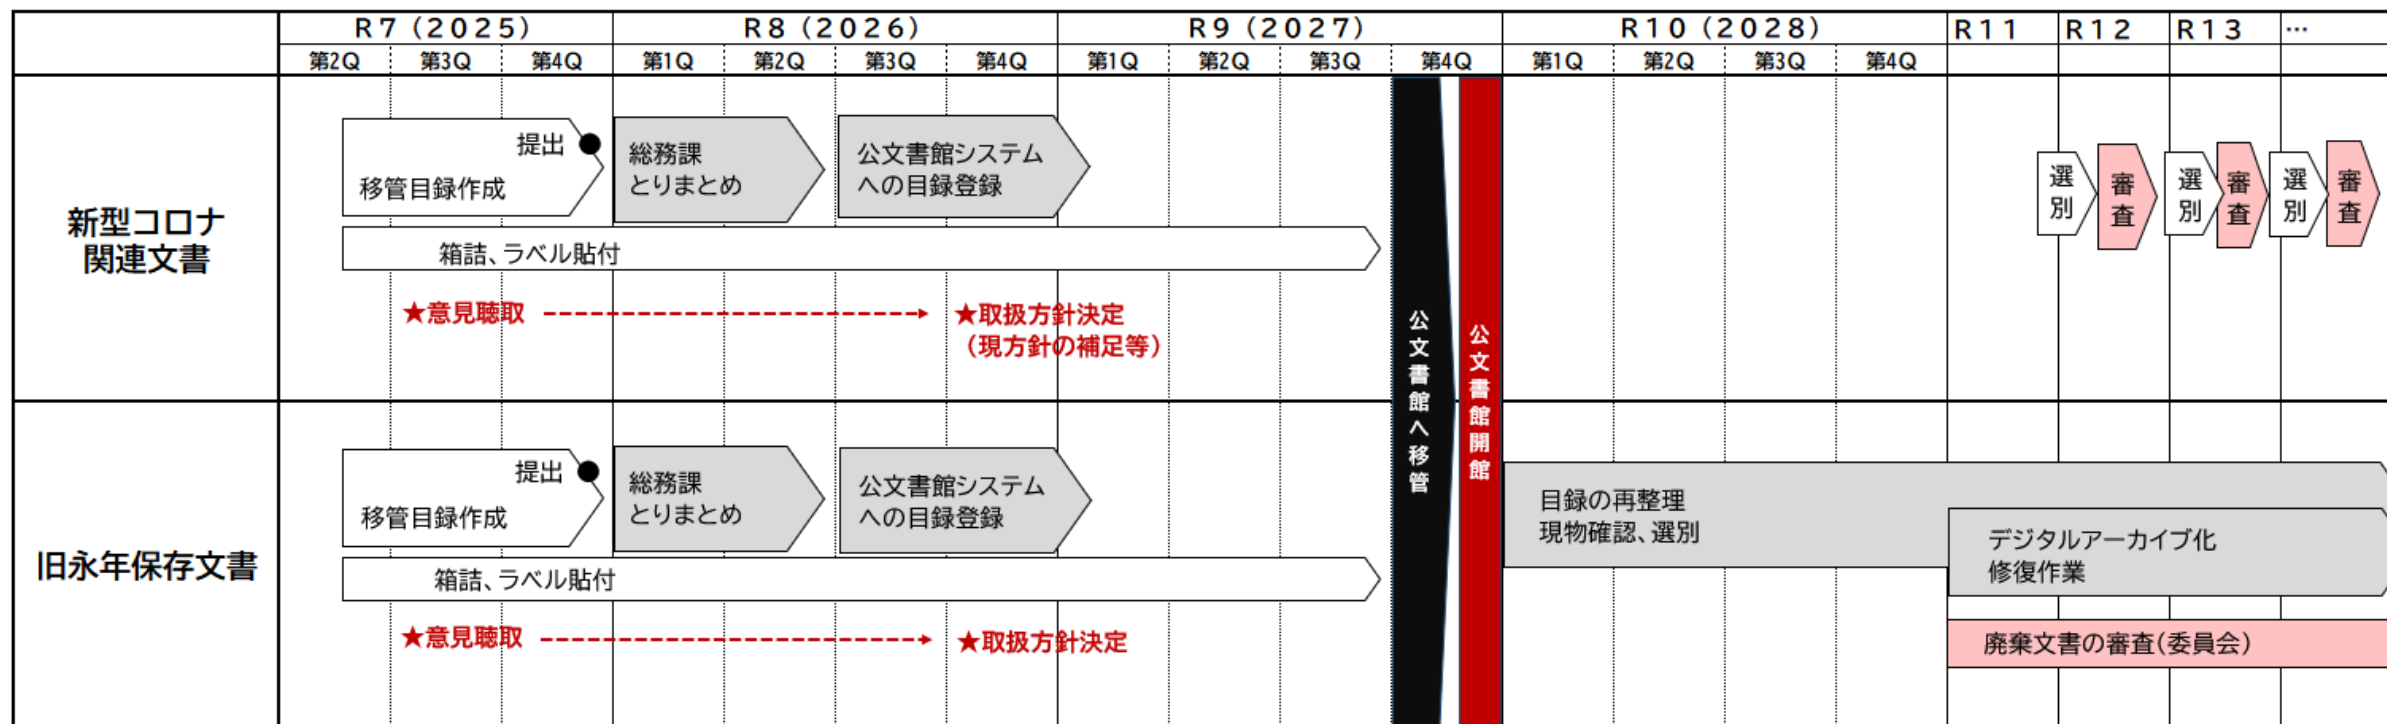 R7（2025）
R8（2026）
R9（2027）
R10（2028）
R11
R12
R13
…
第2Q
第3Q
第4Q
第1Q
第2Q
第3Q
第4Q
第1Q
第2Q
第3Q
第4Q
第1Q
第2Q
第3Q
第4Q
新型コロナ
関連文書
提出
移管目録作成
総務課
とりまとめ
公文書館システム
への目録登録
箱詰、ラベル貼付
★意見聴取
★取扱方針決定
（現方針の補足等）
公文書館へ移管
公文書館開館
選別
審査
選別
審査
選別
審査
旧永年保存文書
提出
移管目録作成
総務課
とりまとめ
公文書館システム
への目録登録
箱詰、ラベル貼付
★意見聴取
★取扱方針決定
目録の再整理
現物確認、選別
デジタルアーカイブ化
修復作業
廃棄文書の審査(委員会)